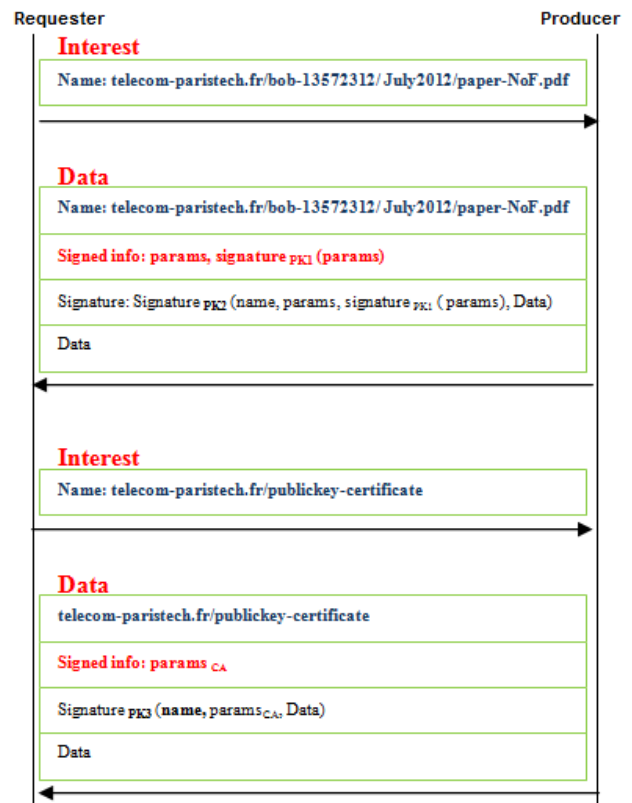 Requester Producer
Interest
Name: telecom-paristech.fr/bob-13572312/ July2012/paper-NoF.pdf
Data
Name: telecom-paristech.fr/bob-13572312/ July2012/paper-NoF.pdf
Signed info: params, signature PK1 (params)
Signature: Signature PK2 (name, params, signature PK1 ( params), Data)
Data
Interest
Name: telecom-paristech.fr/publickey-certificate
Data
telecom-paristech.fr/publickey-certificate
Signed info: params CA
Signature PK3 (name, params CA, Data)
Data